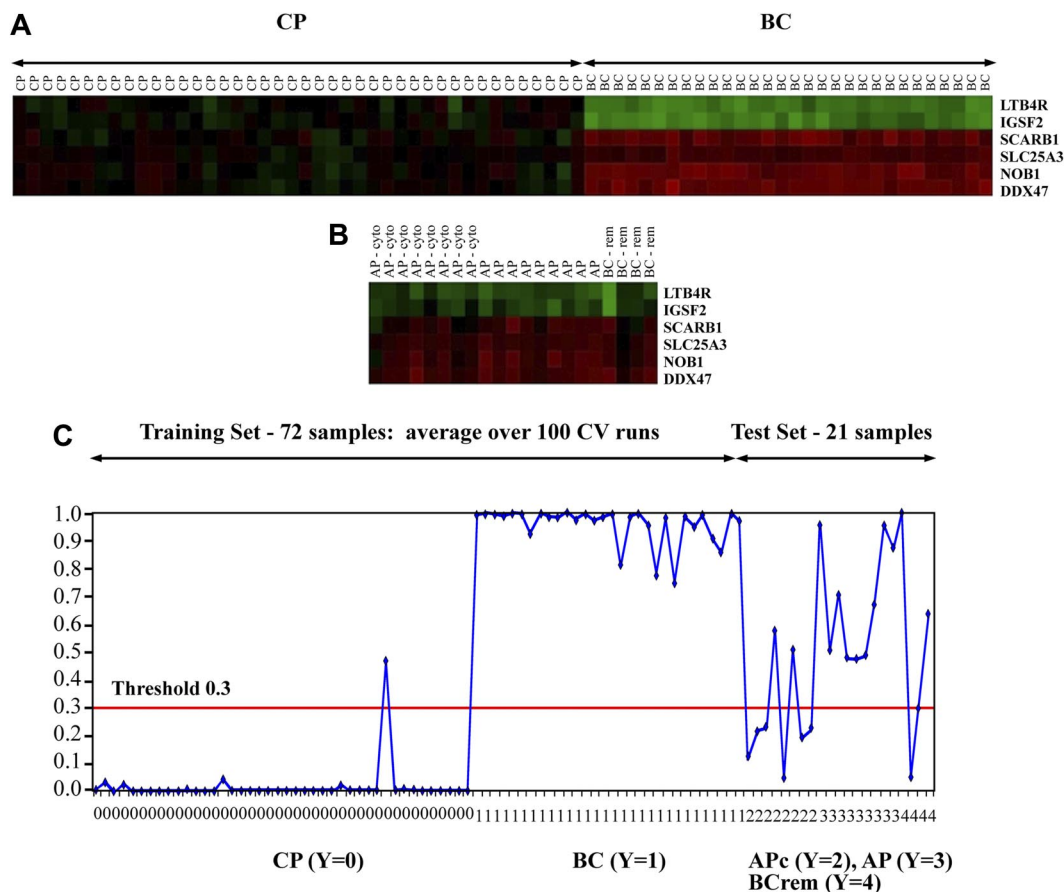 A
CP BC
CP CP CP CP CP CP CP CP CP CP CP CP CP CP CP CP CP CP CP CP CP CP CP CP CP CP CP CP CP CP CP CP CP CP CP CP CP CP CP CP CP CP BC BC BC BC BC BC BC BC BC BC BC BC BC BC BC BC BC BC BC BC BC BC BC BC BC BC BC BC BC BC
LTB4R
IGSF2
SCARB1
SLC25A3
NOB1
DDX47
B
AP - cyto AP - cyto AP - cyto AP - cyto AP - cyto AP - cyto AP - cyto AP - cyto AP AP AP AP AP AP AP AP AP BC - rem BC - rem BC - rem BC - rem
LTB4R
IGSF2
SCARB1
SLC25A3
NOB1
DDX47
C
Training Set - 72 samples: average over 100 CV runs Test Set - 21 samples
1.0
0.9
0.8
0.7
0.6
0.5
0.4
Threshold 0.3
0.3
0.2
0.1
0.0
000000000000000000000000000000000000000000 111111111111111111111111111111 22222222 333333333 4444
CP (Y=0) BC (Y=1) APc (Y=2), AP (Y=3)
BCrem (Y=4)